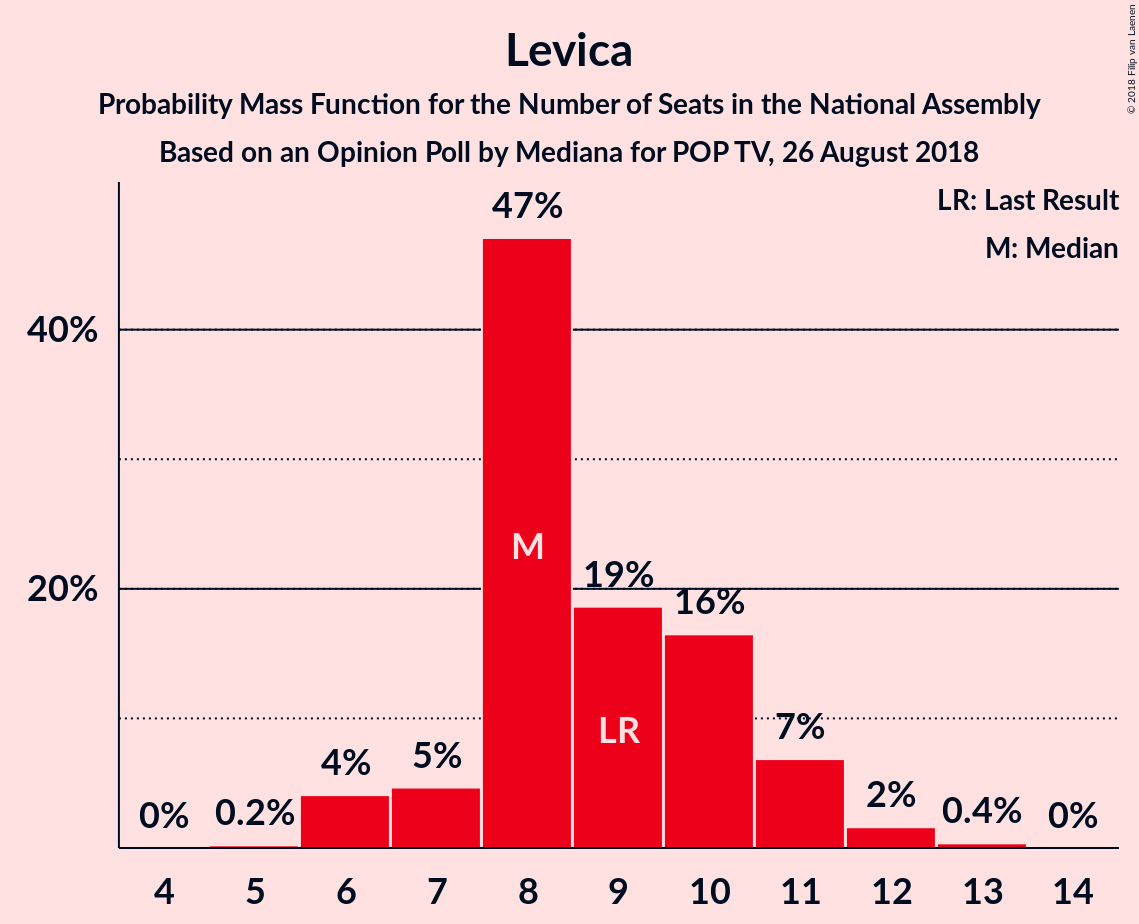 Levica
Probability Mass Function for the Number of Seats in the National Assembly
Based on an Opinion Poll by Mediana for POP TV, 26 August 2018
© 2018 Filip van Laenen
LR: Last Result
M: Median
47%
40%
M
19%
20%
16%
LR
7%
5%
4%
2%
0.4%
0.2%
0%
0%
4 5 6 7 8 9 10 11 12 13 14